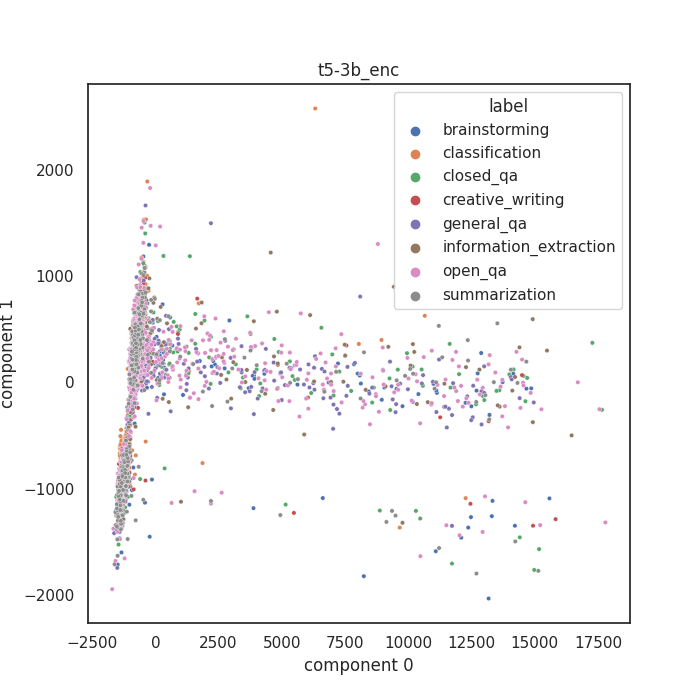 t5-3b_enc
label
brainstorming
classification
closed_qa
creative_writing
general_qa
information_extraction
open_qa
summarization
component 1
2000
1000
0
−1000
−2000
−2500 0 2500 5000 7500 10000 12500 15000 17500
component 0